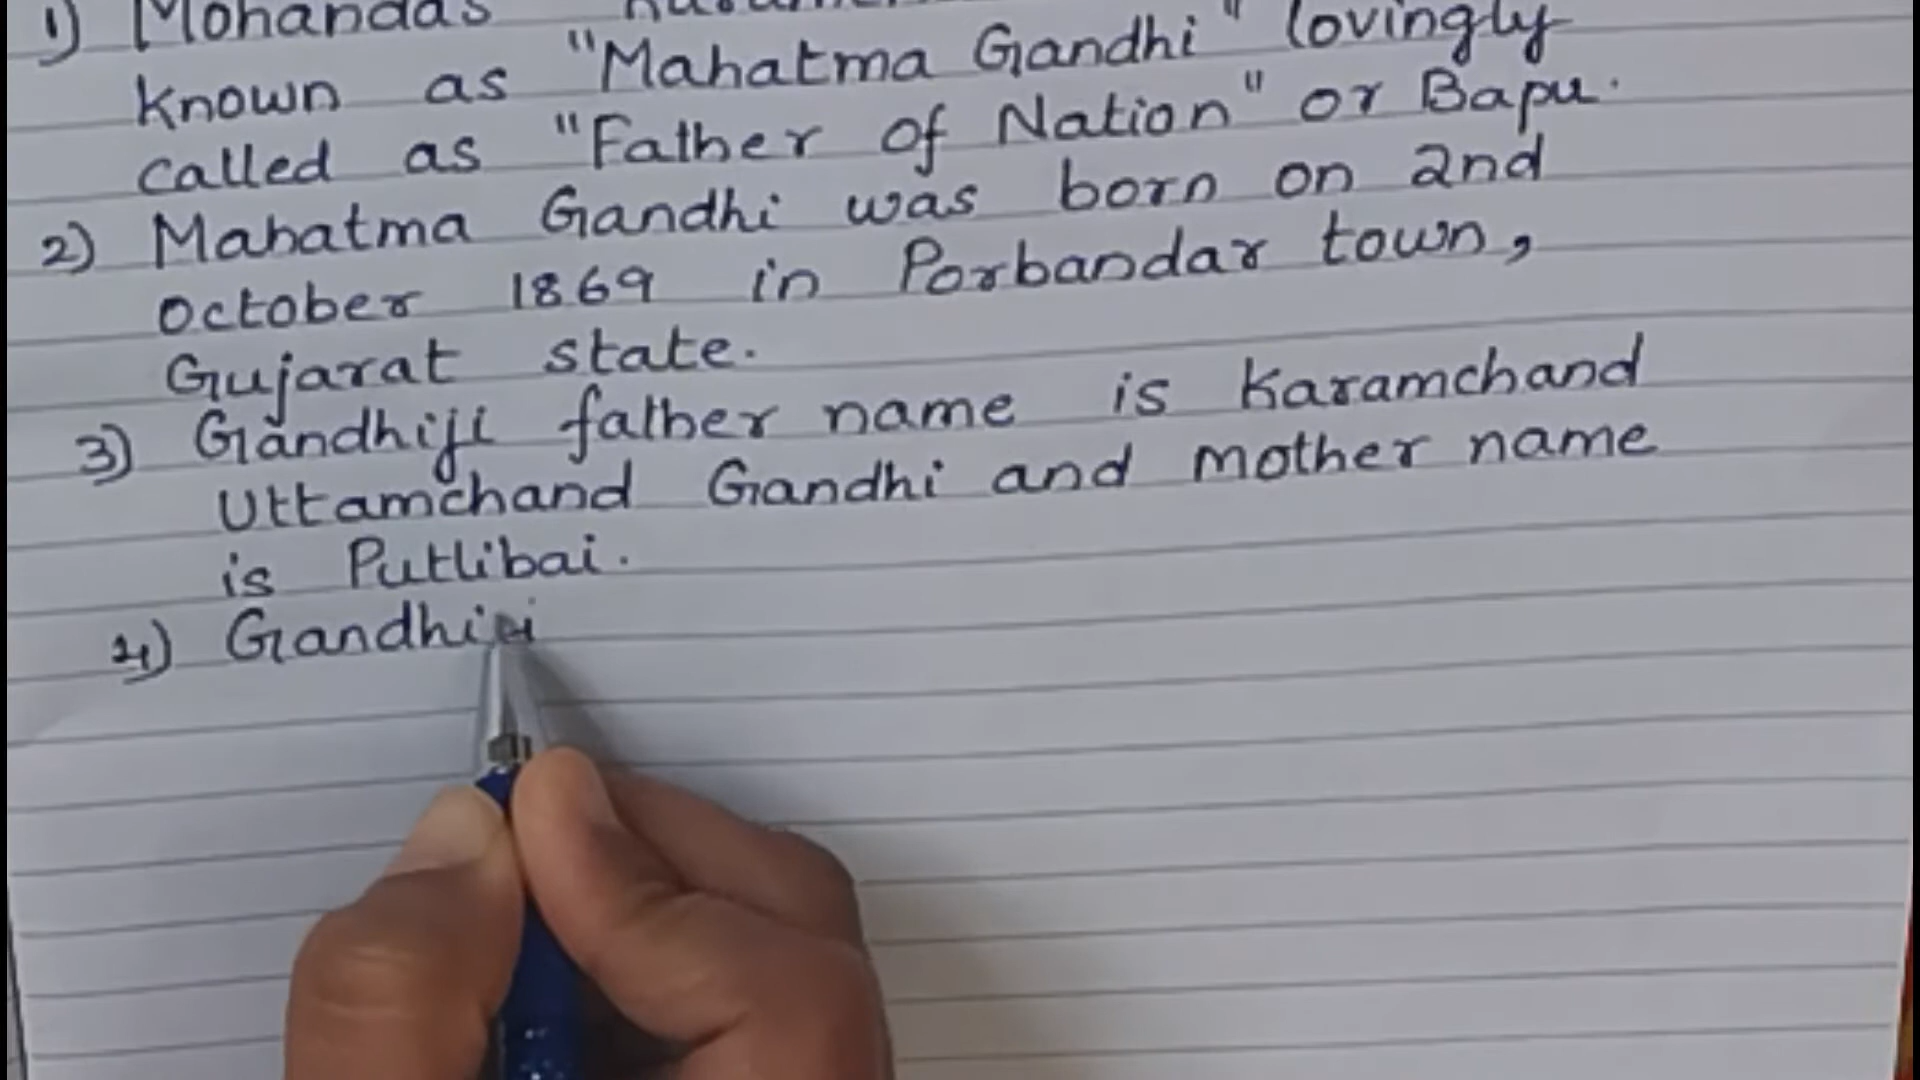 1) Mohandas
known as "Mahatma Gandhi" lovingly
called as "Father of Nation" or Bapu.
2) Mahatma Gandhi was born on 2nd
October 1869 in Porbandar town,
Gujarat state.
3) Gandhiji father name is Karamchand
Uttamchand Gandhi and mother name
is Putlibai.
4) Gandhiji